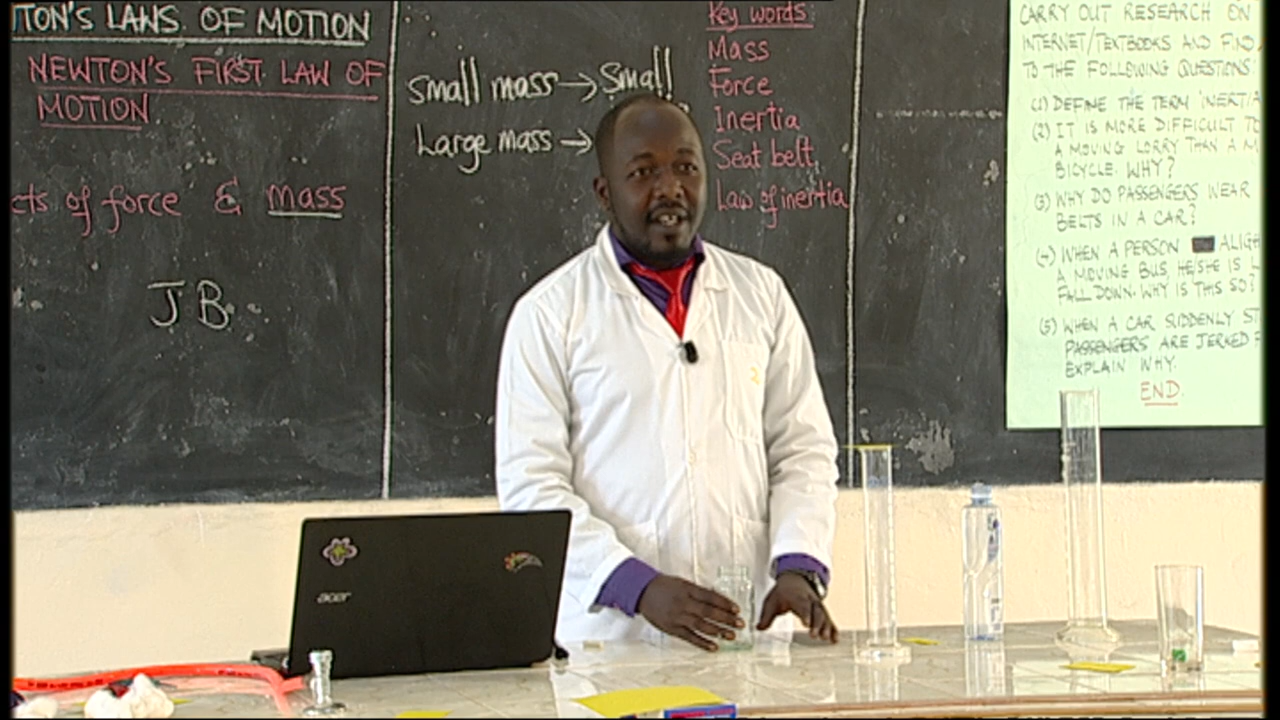 TON'S LAWS. OF MOTION
NEWTON'S FIRST LAW OF
MOTION
cts of force & mass
J B.
small mass → Small
Large mass →
Key words:
Mass
Force
Inertia
Seat belt,
Law of inertia
CARRY OUT RESEARCH ON
INTERNET/TEXTBOOKS AND FIND
TO THE FOLLOWING QUESTIONS:
(1) DEFINE THE TERM 'INERTIA
(2) IT IS MORE DIFFICULT TO
A MOVING LORRY THAN A M
BICYCLE. WHY?
(3) WHY DO PASSENGERS WEAR
BELTS IN A CAR?
(4) WHEN A PERSON ALIGH
A MOVING BUS, HE/SHE IS L
FALL DOWN. WHY IS THIS SO?
(5) WHEN A CAR SUDDENLY ST
PASSENGERS ARE JERKED F
EXPLAIN WHY.
END.
acer